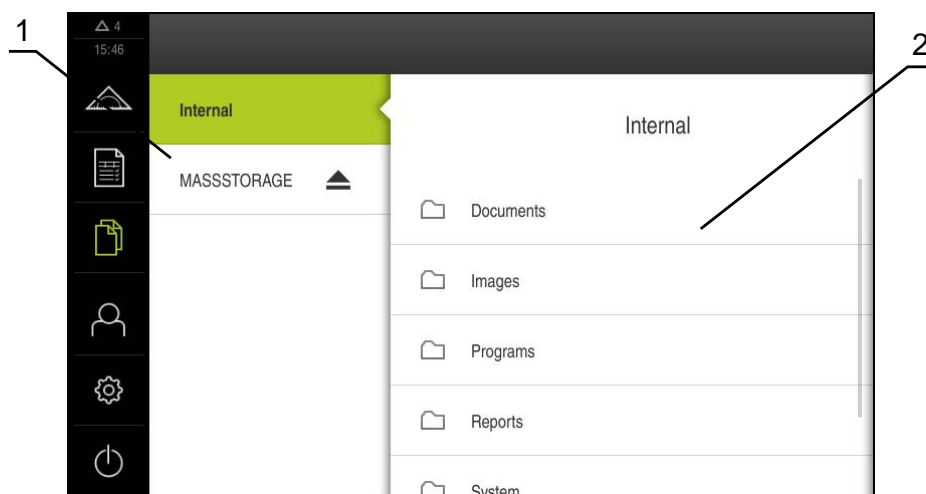 1
2
4
15:46
Internal
MASSSTORAGE
Internal
Documents
Images
Programs
Reports
System